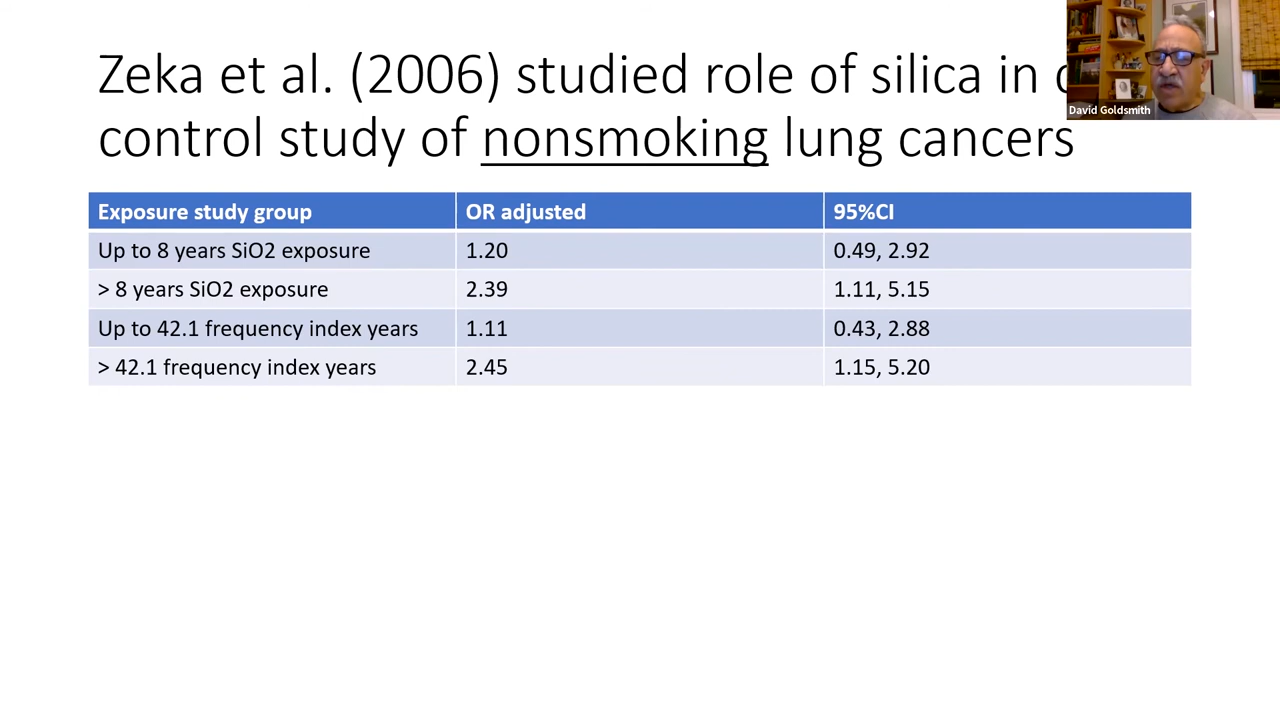 Zeka et al. (2006) studied role of silica in
control study of nonsmoking lung cancers
David Goldsmith
Exposure study group OR adjusted 95%CI
Up to 8 years SiO2 exposure 1.20 0.49, 2.92
> 8 years SiO2 exposure 2.39 1.11, 5.15
Up to 42.1 frequency index years 1.11 0.43, 2.88
> 42.1 frequency index years 2.45 1.15, 5.20